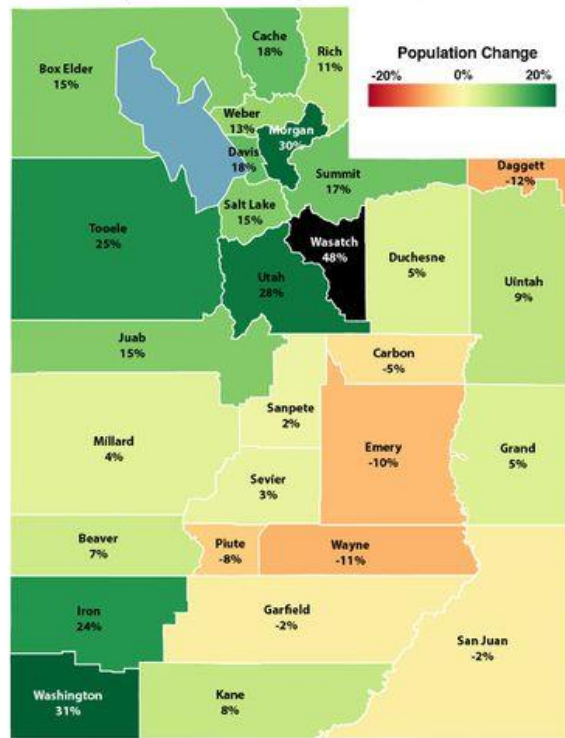 Population Change
-20%
0%
20%
Cache
18%
Rich
11%
Box Elder
15%
Weber
13%
Morgan
30%
Davis
18%
Summit
17%
Daggett
-12%
Salt Lake
15%
Tooele
25%
Wasatch
48%
Duchesne
5%
Uintah
9%
Utah
28%
Juab
15%
Carbon
-5%
Sanpete
2%
Millard
4%
Emery
-10%
Grand
5%
Sevier
3%
Beaver
7%
Piute
-8%
Wayne
-11%
Iron
24%
Garfield
-2%
San Juan
-2%
Washington
31%
Kane
8%